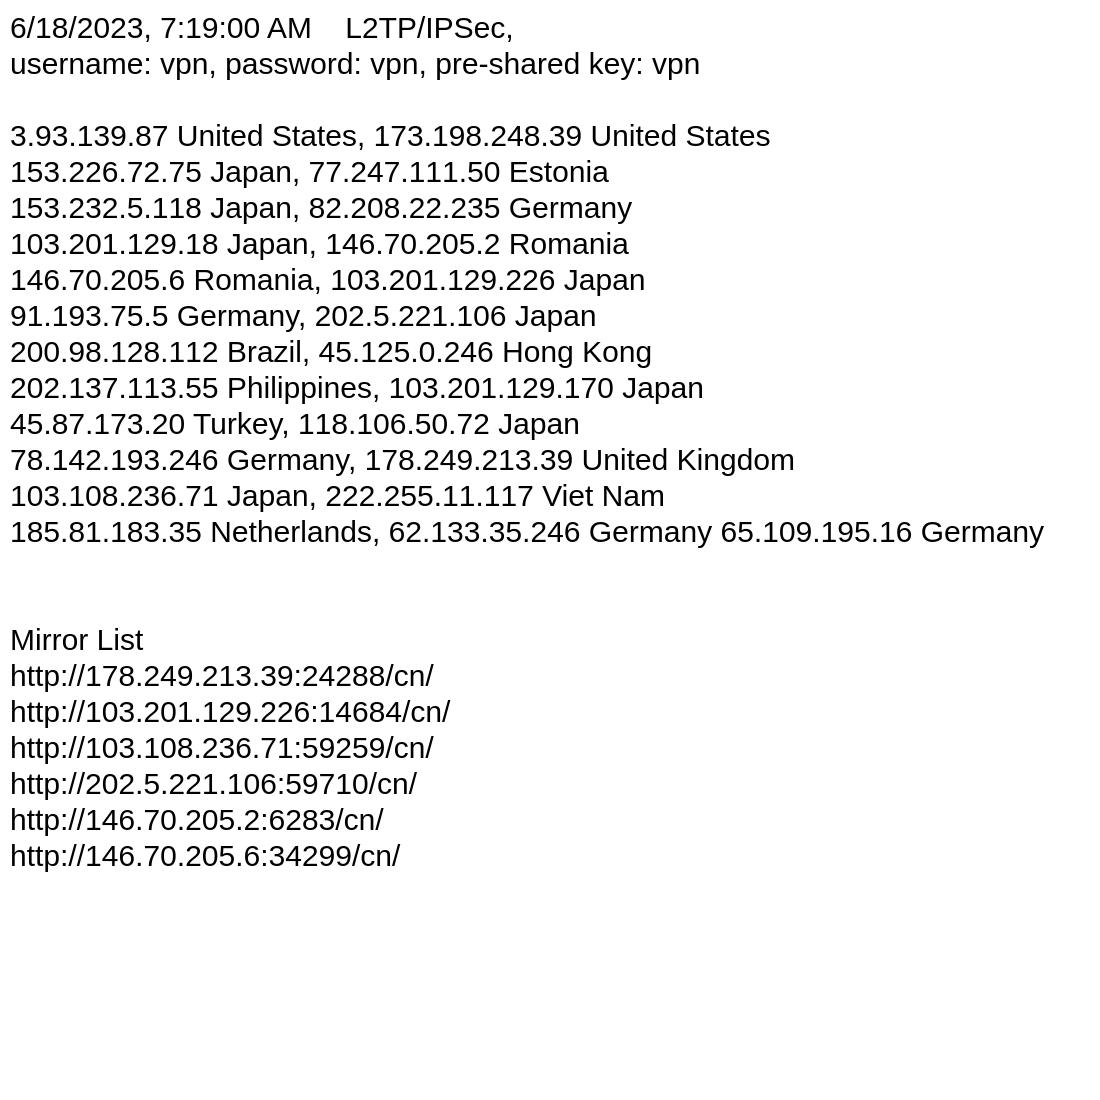 6/18/2023, 7:19:00 AM    L2TP/IPSec,
username: vpn, password: vpn, pre-shared key: vpn
3.93.139.87 United States, 173.198.248.39 United States
153.226.72.75 Japan, 77.247.111.50 Estonia
153.232.5.118 Japan, 82.208.22.235 Germany
103.201.129.18 Japan, 146.70.205.2 Romania
146.70.205.6 Romania, 103.201.129.226 Japan
91.193.75.5 Germany, 202.5.221.106 Japan
200.98.128.112 Brazil, 45.125.0.246 Hong Kong
202.137.113.55 Philippines, 103.201.129.170 Japan
45.87.173.20 Turkey, 118.106.50.72 Japan
78.142.193.246 Germany, 178.249.213.39 United Kingdom
103.108.236.71 Japan, 222.255.11.117 Viet Nam
185.81.183.35 Netherlands, 62.133.35.246 Germany 65.109.195.16 Germany
Mirror List
http://178.249.213.39:24288/cn/
http://103.201.129.226:14684/cn/
http://103.108.236.71:59259/cn/
http://202.5.221.106:59710/cn/
http://146.70.205.2:6283/cn/
http://146.70.205.6:34299/cn/